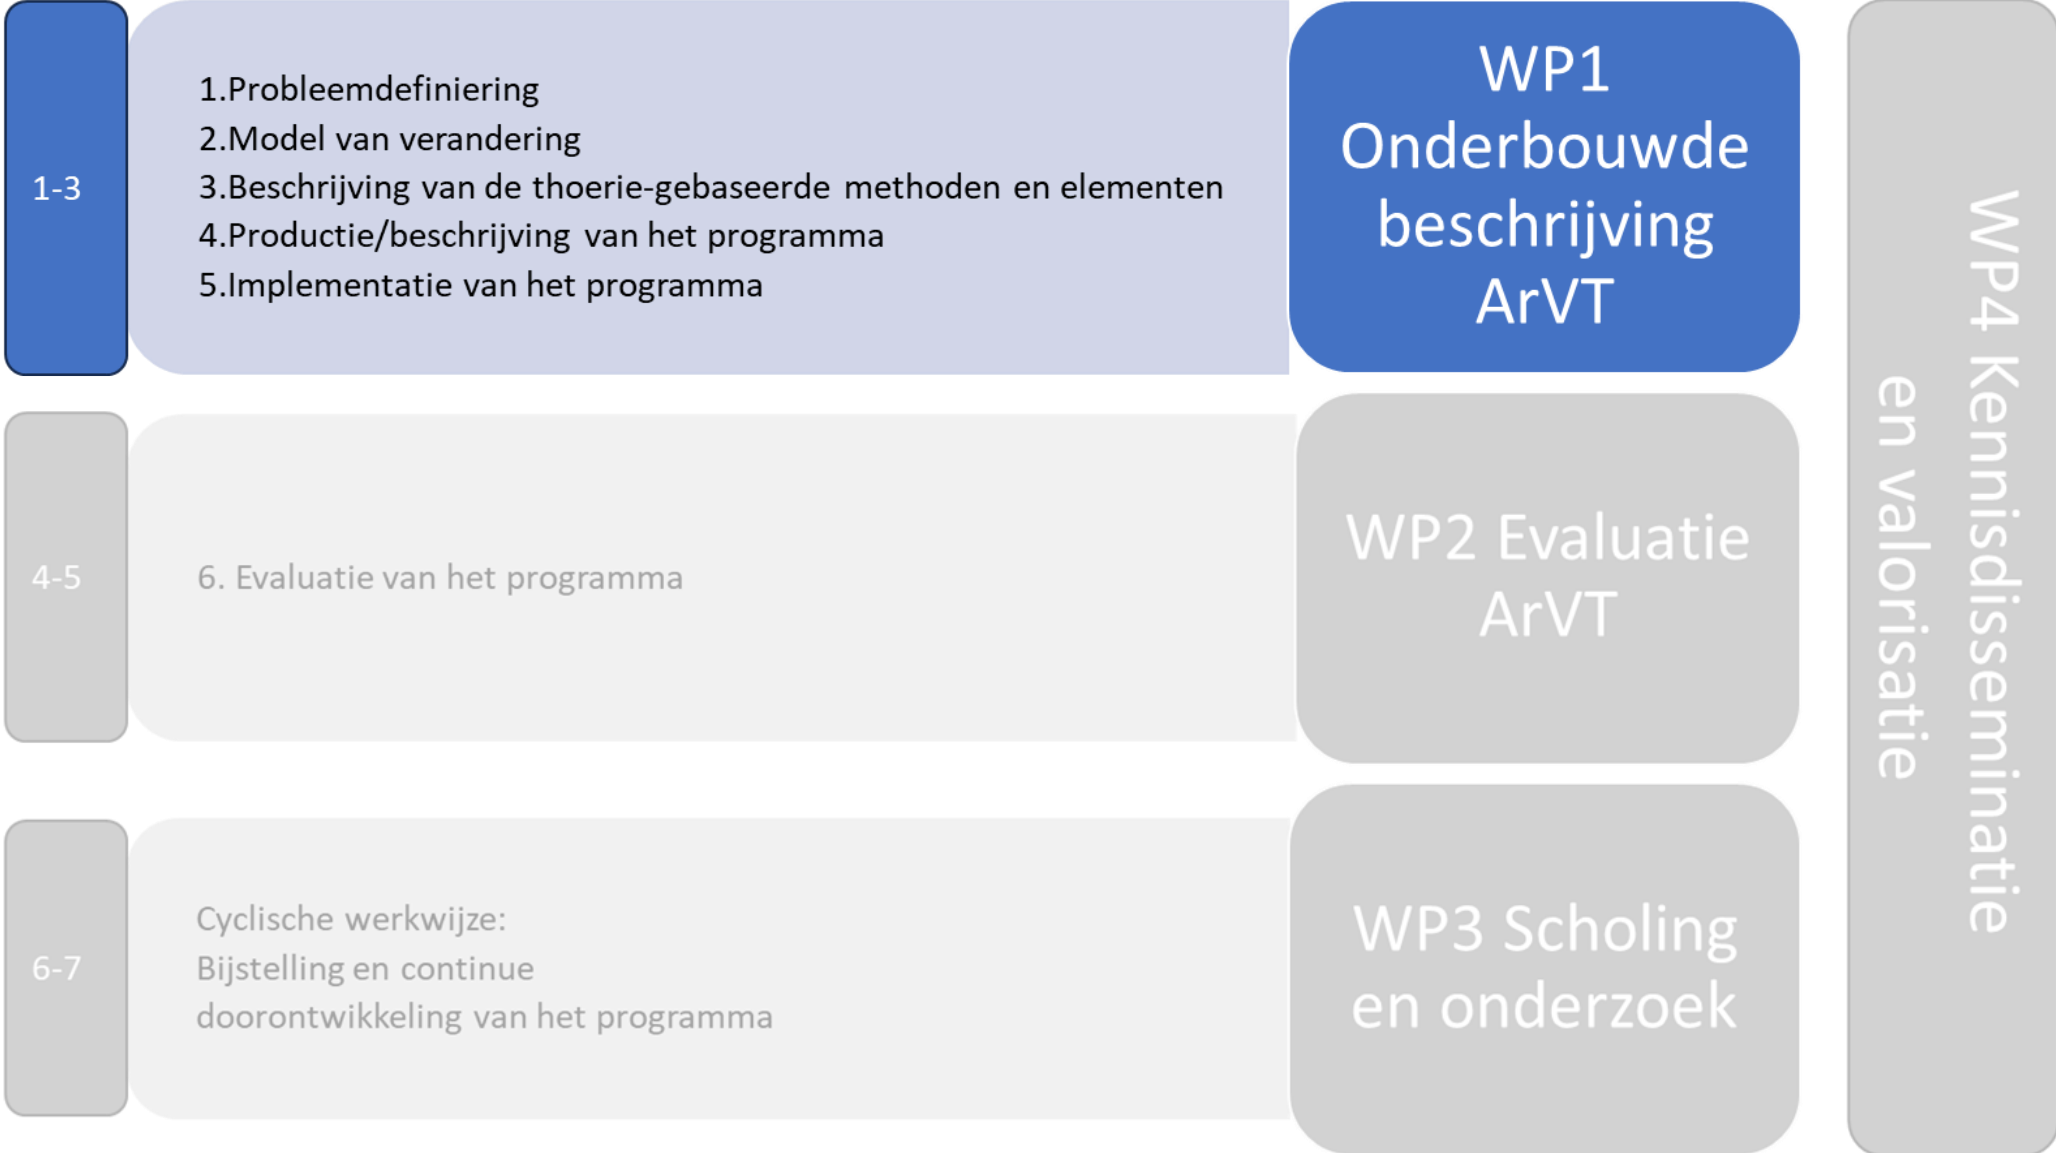 1-3
1.Probleemdefiniering
2.Model van verandering
3.Beschrijving van de thoerie-gebaseerde methoden en elementen
4.Productie/beschrijving van het programma
5.Implementatie van het programma
WP1
Onderbouwde
beschrijving
ArVT
4-5
6. Evaluatie van het programma
WP2 Evaluatie
ArVT
6-7
Cyclische werkwijze:
Bijstelling en continue
doorontwikkeling van het programma
WP3 Scholing
en onderzoek
WP4 Kennisdisseminatie
en valorisatie